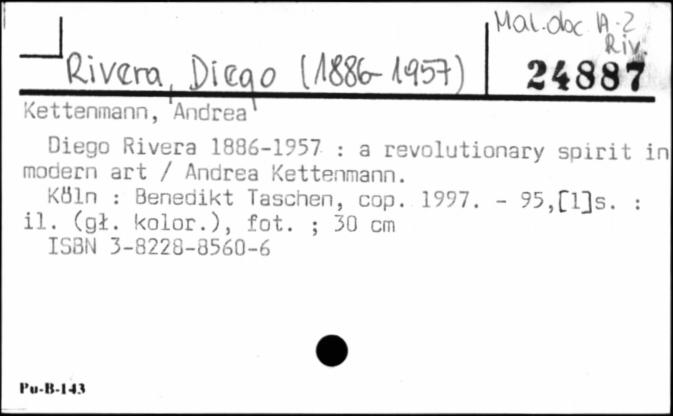 Mal.obc. IA-2
Riv.
Rivera, Diego (1886-1957)
24887
Kettenmann, Andrea
Diego Rivera 1886-1957 : a revolutionary spirit in
modern art / Andrea Kettenmann.
Köln : Benedikt Taschen, cop. 1997. - 95,[1]s. :
il. (gł. kolor.), fot. ; 30 cm
ISBN 3-8228-8560-6
Pu-B-143